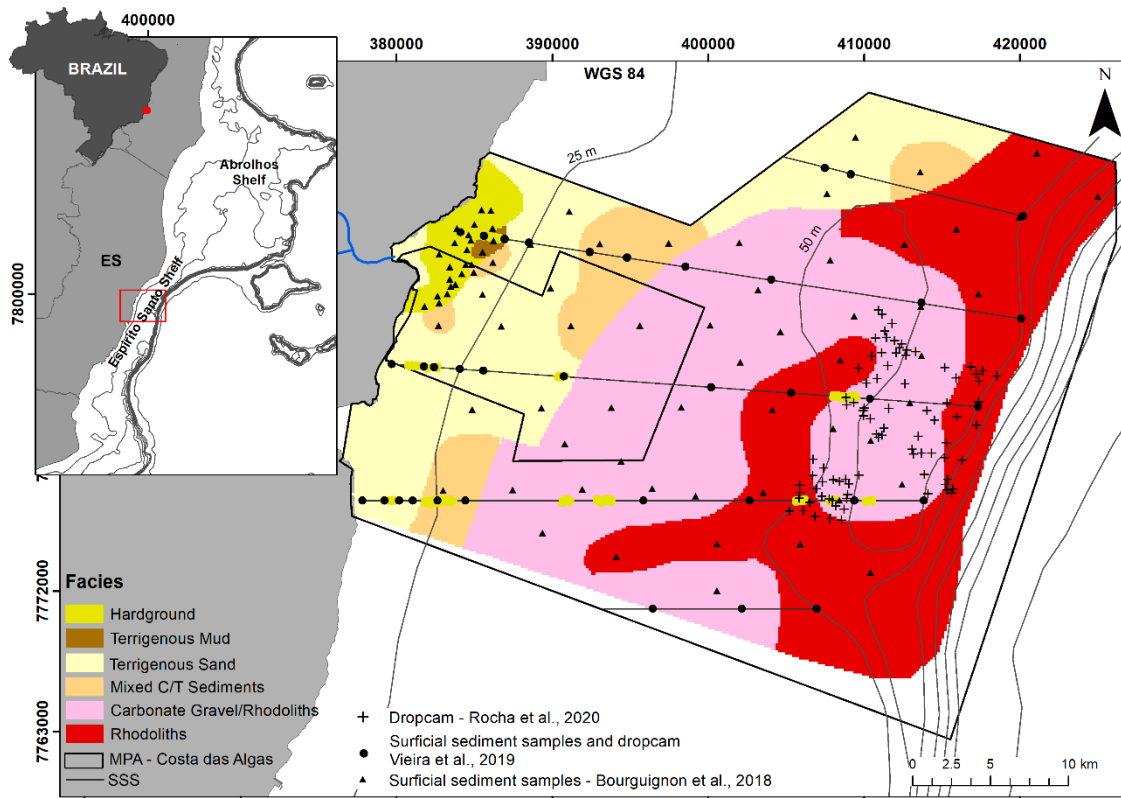 400000
380000
390000
400000
410000
420000
WGS 84
N
BRAZIL
Abrolhos
Shelf
ES
Espírito Santo Shelf
25 m
50 m
7800000
7772000
7763000
Facies
Hardground
Terrigenous Mud
Terrigenous Sand
Mixed C/T Sediments
Carbonate Gravel/Rhodoliths
Rhodoliths
MPA - Costa das Algas
SSS
Dropcam - Rocha et al., 2020
Surficial sediment samples and dropcam
Vieira et al., 2019
Surficial sediment samples - Bourguignon et al., 2018
0 2.5 5 10 km